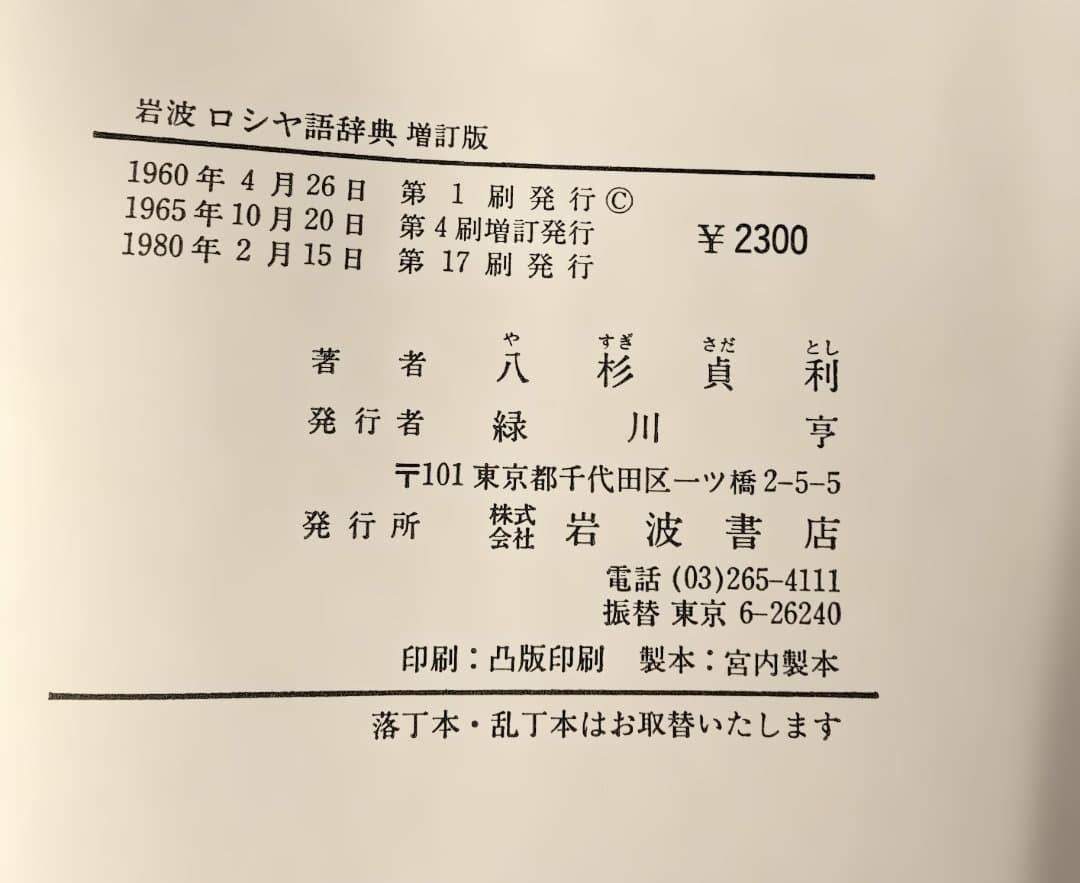 岩波 ロシヤ語辞典 増訂版
1960年 4 月 26 日 第 1 刷 発 行 ©
1965年10月20日 第4刷増訂発行
¥2300
1980年 2 月 15 日 第 17 刷 発 行
や すぎ さだ とし
著 者 八 杉 貞 利
発 行 者 緑 川 亨
〒101 東京都千代田区一ツ橋2-5-5
発 行 所 株式会社 岩 波 書 店
電話 (03)265-4111
振替 東京 6-26240
印刷：凸版印刷 製本：宮内製本
落丁本・乱丁本はお取替いたします